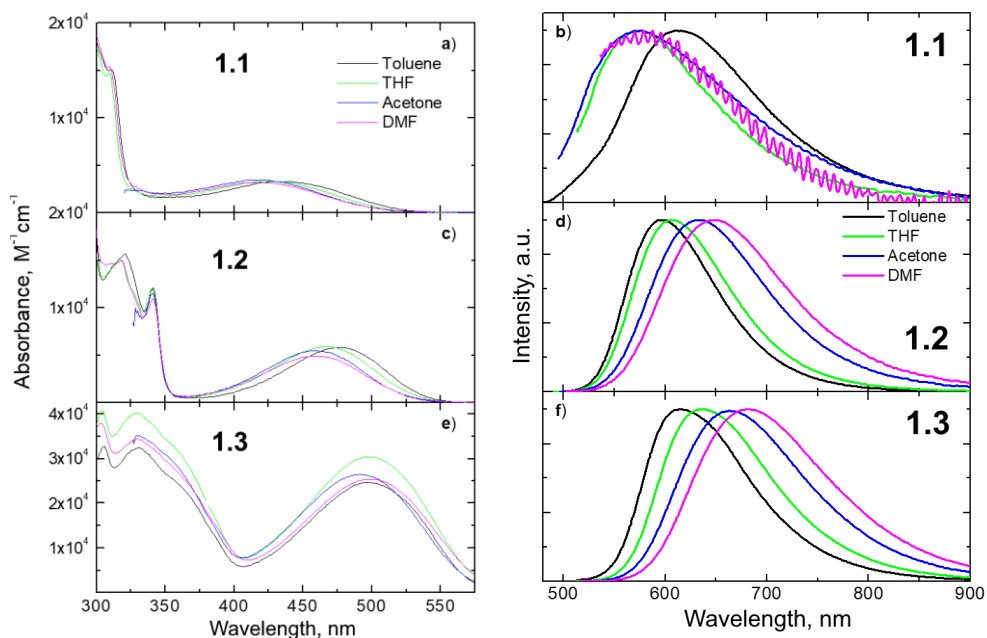 2x10⁴
a)
1.1
Toluene
THF
Acetone
DMF
1x10⁴
2x10⁴
c)
1.2
1x10⁴
4x10⁴
e)
1.3
3x10⁴
2x10⁴
1x10⁴
300 350 400 450 500 550
Wavelength, nm
Absorbance, M⁻¹cm⁻¹
b)
1.1
d)
Toluene
THF
Acetone
DMF
1.2
f)
1.3
500 600 700 800 900
Wavelength, nm
Intensity, a.u.